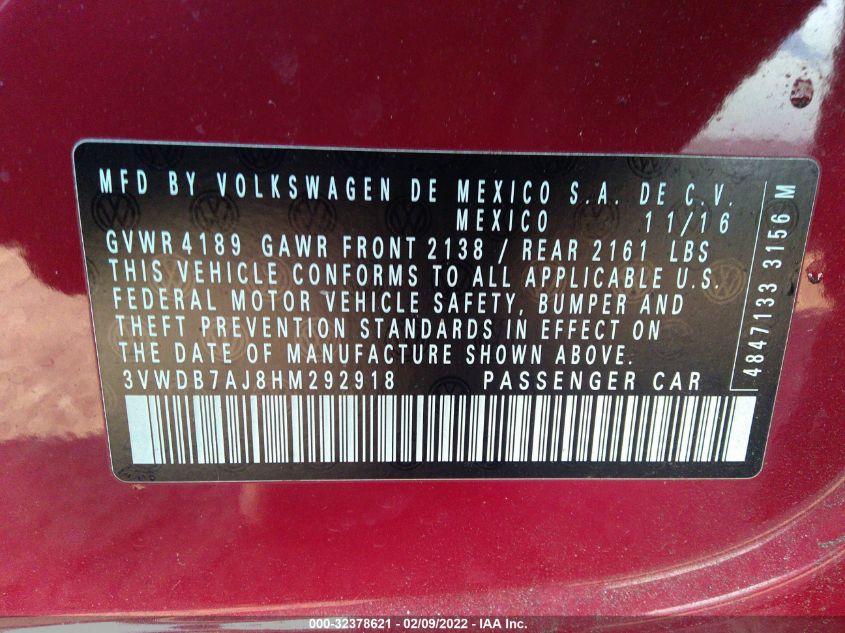 MFD BY VOLKSWAGEN DE MEXICO S.A. DE C.V.
MEXICO 11/16
GVWR 4189 GAWR FRONT 2138 / REAR 2161 LBS
THIS VEHICLE CONFORMS TO ALL APPLICABLE U.S.
FEDERAL MOTOR VEHICLE SAFETY, BUMPER AND
THEFT PREVENTION STANDARDS IN EFFECT ON
THE DATE OF MANUFACTURE SHOWN ABOVE.
3VWDB7AJ8HM292918 PASSENGER CAR
4847133 3156 M
000-32378621 - 02/09/2022 - IAA Inc.